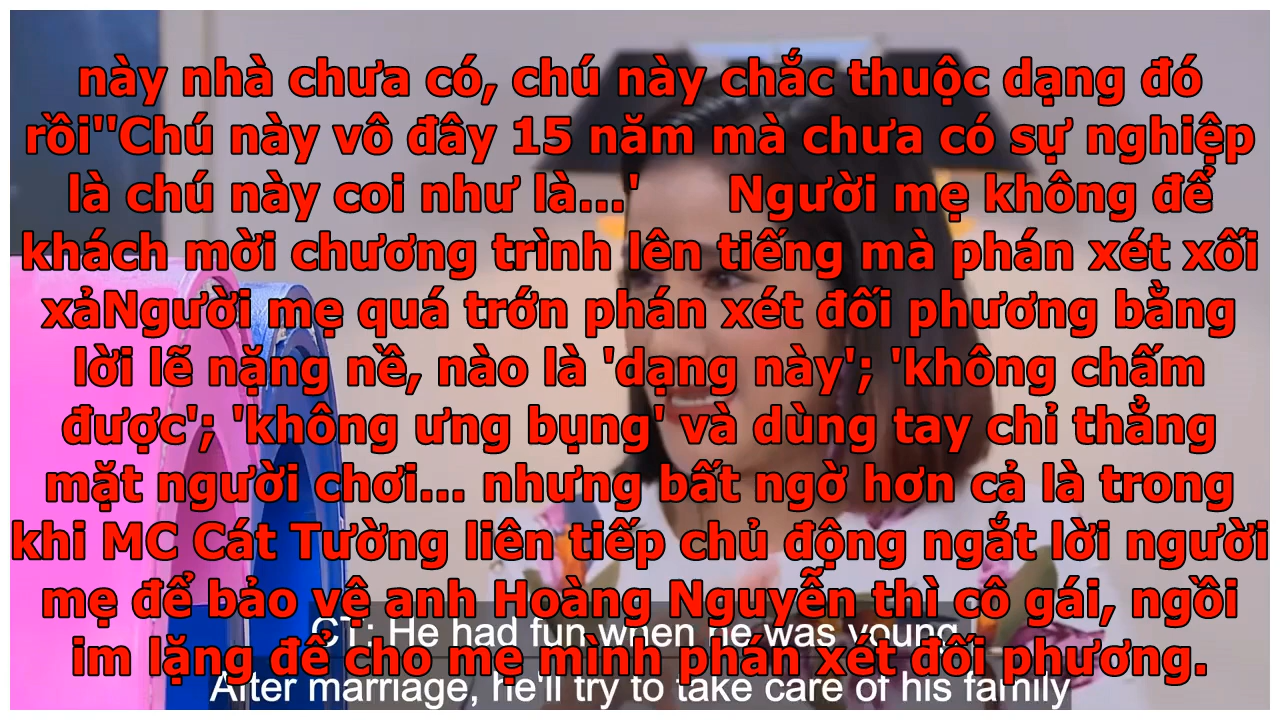 này nhà chưa có, chú này chắc thuộc dạng đó
rồi''Chú này vô đây 15 năm mà chưa có sự nghiệp
là chú này coi như là...' Người mẹ không để
khách mời chương trình lên tiếng mà phán xét xối
xảNgười mẹ quá trớn phán xét đối phương bằng
lời lẽ nặng nề, nào là 'dạng này'; 'không chấm
được'; 'không ưng bụng' và dùng tay chỉ thẳng
mặt người chơi... nhưng bất ngờ hơn cả là trong
khi MC Cát Tường liên tiếp chủ động ngắt lời người
mẹ để bảo vệ anh Hoàng Nguyễn thì cô gái, ngồi
CT: He had fun when he was young.
im lặng để cho mẹ mình phán xét đối phương.
After marriage, he'll try to take care of his family